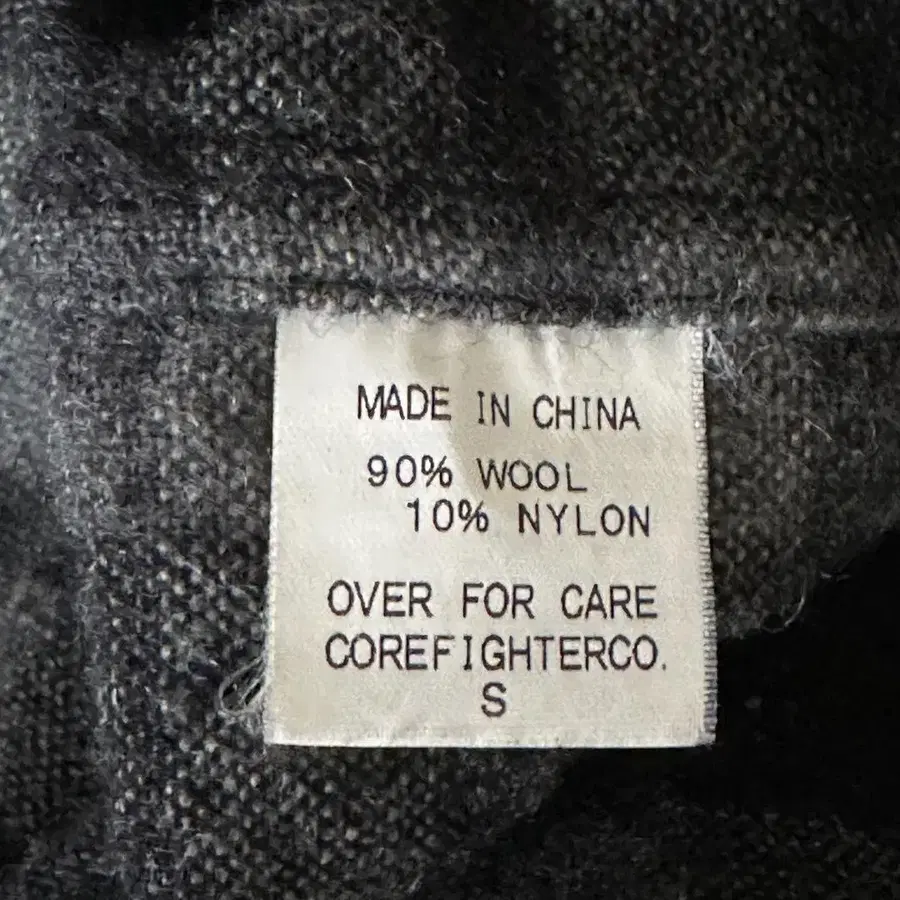 MADE IN CHINA
90% WOOL
10% NYLON
OVER FOR CARE
COREFIGHTERCO.
S